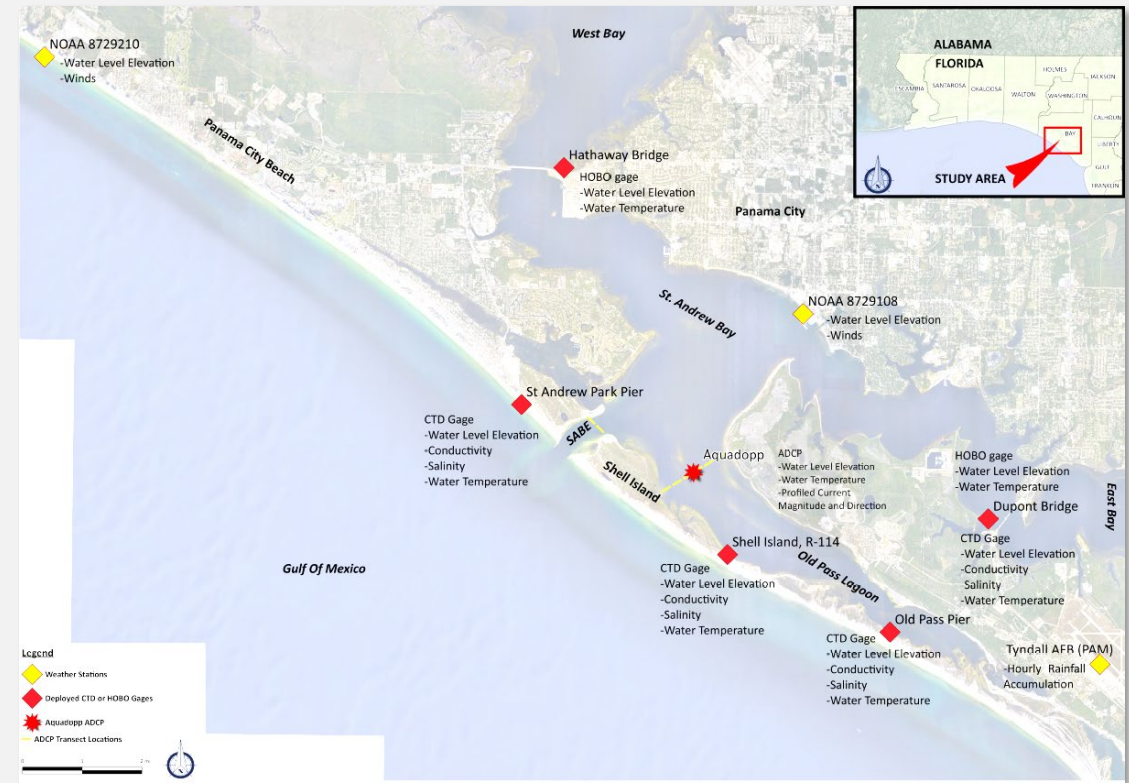 West Bay
NOAA 8729210
-Water Level Elevation
-Winds
Panama City Beach
Hathaway Bridge
HOBO gage
-Water Level Elevation
-Water Temperature
Panama City
ALABAMA
FLORIDA
ESCAMBIA
SANTAROSA
OKALOOSA
WALTON
HOLMES
WASHINGTON
JACKSON
CALHOUN
BAY
LIBERTY
GULF
FRANKLIN
STUDY AREA
St. Andrew Bay
NOAA 8729108
-Water Level Elevation
-Winds
St Andrew Park Pier
CTD Gage
-Water Level Elevation
-Conductivity
-Salinity
-Water Temperature
SABE
Shell Island
Aquadopp
ADCP
-Water Level Elevation
-Water Temperature
-Profiled Current
Magnitude and Direction
HOBO gage
-Water Level Elevation
-Water Temperature
Dupont Bridge
East Bay
CTD Gage
-Water Level Elevation
-Conductivity
Salinity
-Water Temperature
Shell Island, R-114
CTD Gage
-Water Level Elevation
-Conductivity
-Salinity
-Water Temperature
Old Pass Lagoon
Gulf Of Mexico
Old Pass Pier
CTD Gage
-Water Level Elevation
-Conductivity
-Salinity
-Water Temperature
Tyndall AFB (PAM)
-Hourly Rainfall
Accumulation
Legend
Weather Stations
Deployed CTD or HOBO Gages
Aquadopp ADCP
ADCP Transect Locations
0 1 2 m